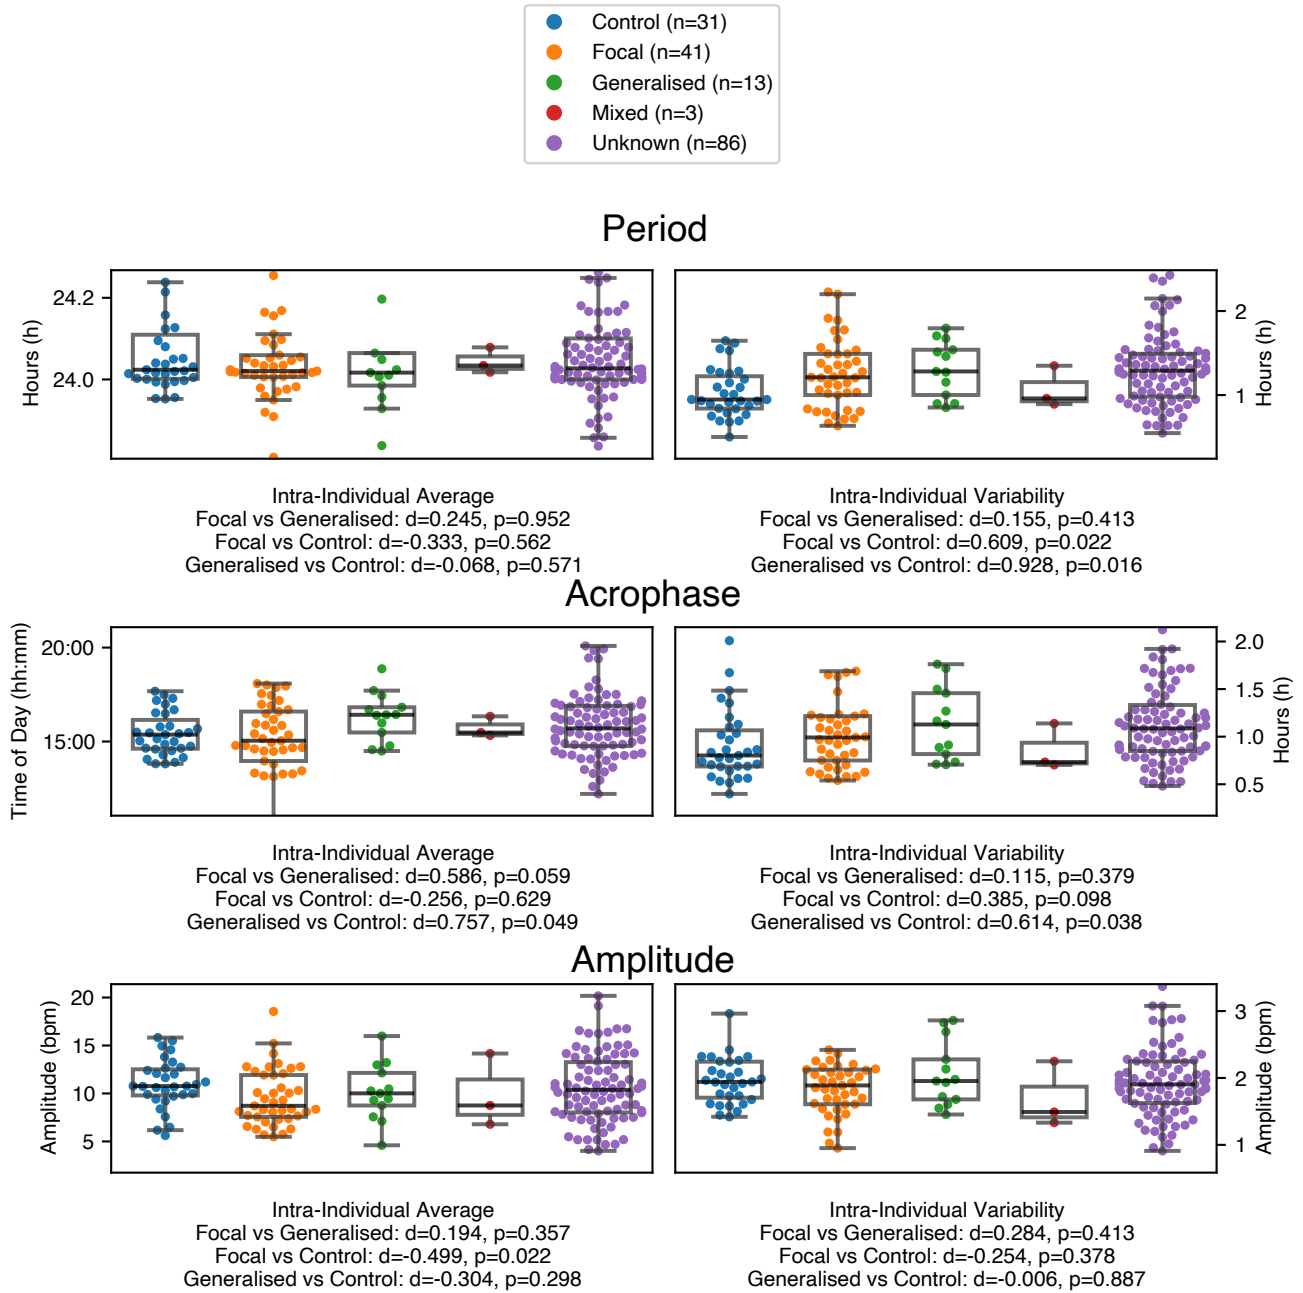 Control (n=31)
Focal (n=41)
Generalised (n=13)
Mixed (n=3)
Unknown (n=86)
Period
Hours (h)
24.2
24.0
2
1
Hours (h)
Intra-Individual Average
Focal vs Generalised: d=0.245, p=0.952
Focal vs Control: d=-0.333, p=0.562
Generalised vs Control: d=-0.068, p=0.571
Intra-Individual Variability
Focal vs Generalised: d=0.155, p=0.413
Focal vs Control: d=0.609, p=0.022
Generalised vs Control: d=0.928, p=0.016
Acrophase
Time of Day (hh:mm)
20:00
15:00
2.0
1.5
1.0
0.5
Hours (h)
Intra-Individual Average
Focal vs Generalised: d=0.586, p=0.059
Focal vs Control: d=-0.256, p=0.629
Generalised vs Control: d=0.757, p=0.049
Intra-Individual Variability
Focal vs Generalised: d=0.115, p=0.379
Focal vs Control: d=0.385, p=0.098
Generalised vs Control: d=0.614, p=0.038
Amplitude
Amplitude (bpm)
20
15
10
5
3
2
1
Amplitude (bpm)
Intra-Individual Average
Focal vs Generalised: d=0.194, p=0.357
Focal vs Control: d=-0.499, p=0.022
Generalised vs Control: d=-0.304, p=0.298
Intra-Individual Variability
Focal vs Generalised: d=0.284, p=0.413
Focal vs Control: d=-0.254, p=0.378
Generalised vs Control: d=-0.006, p=0.887